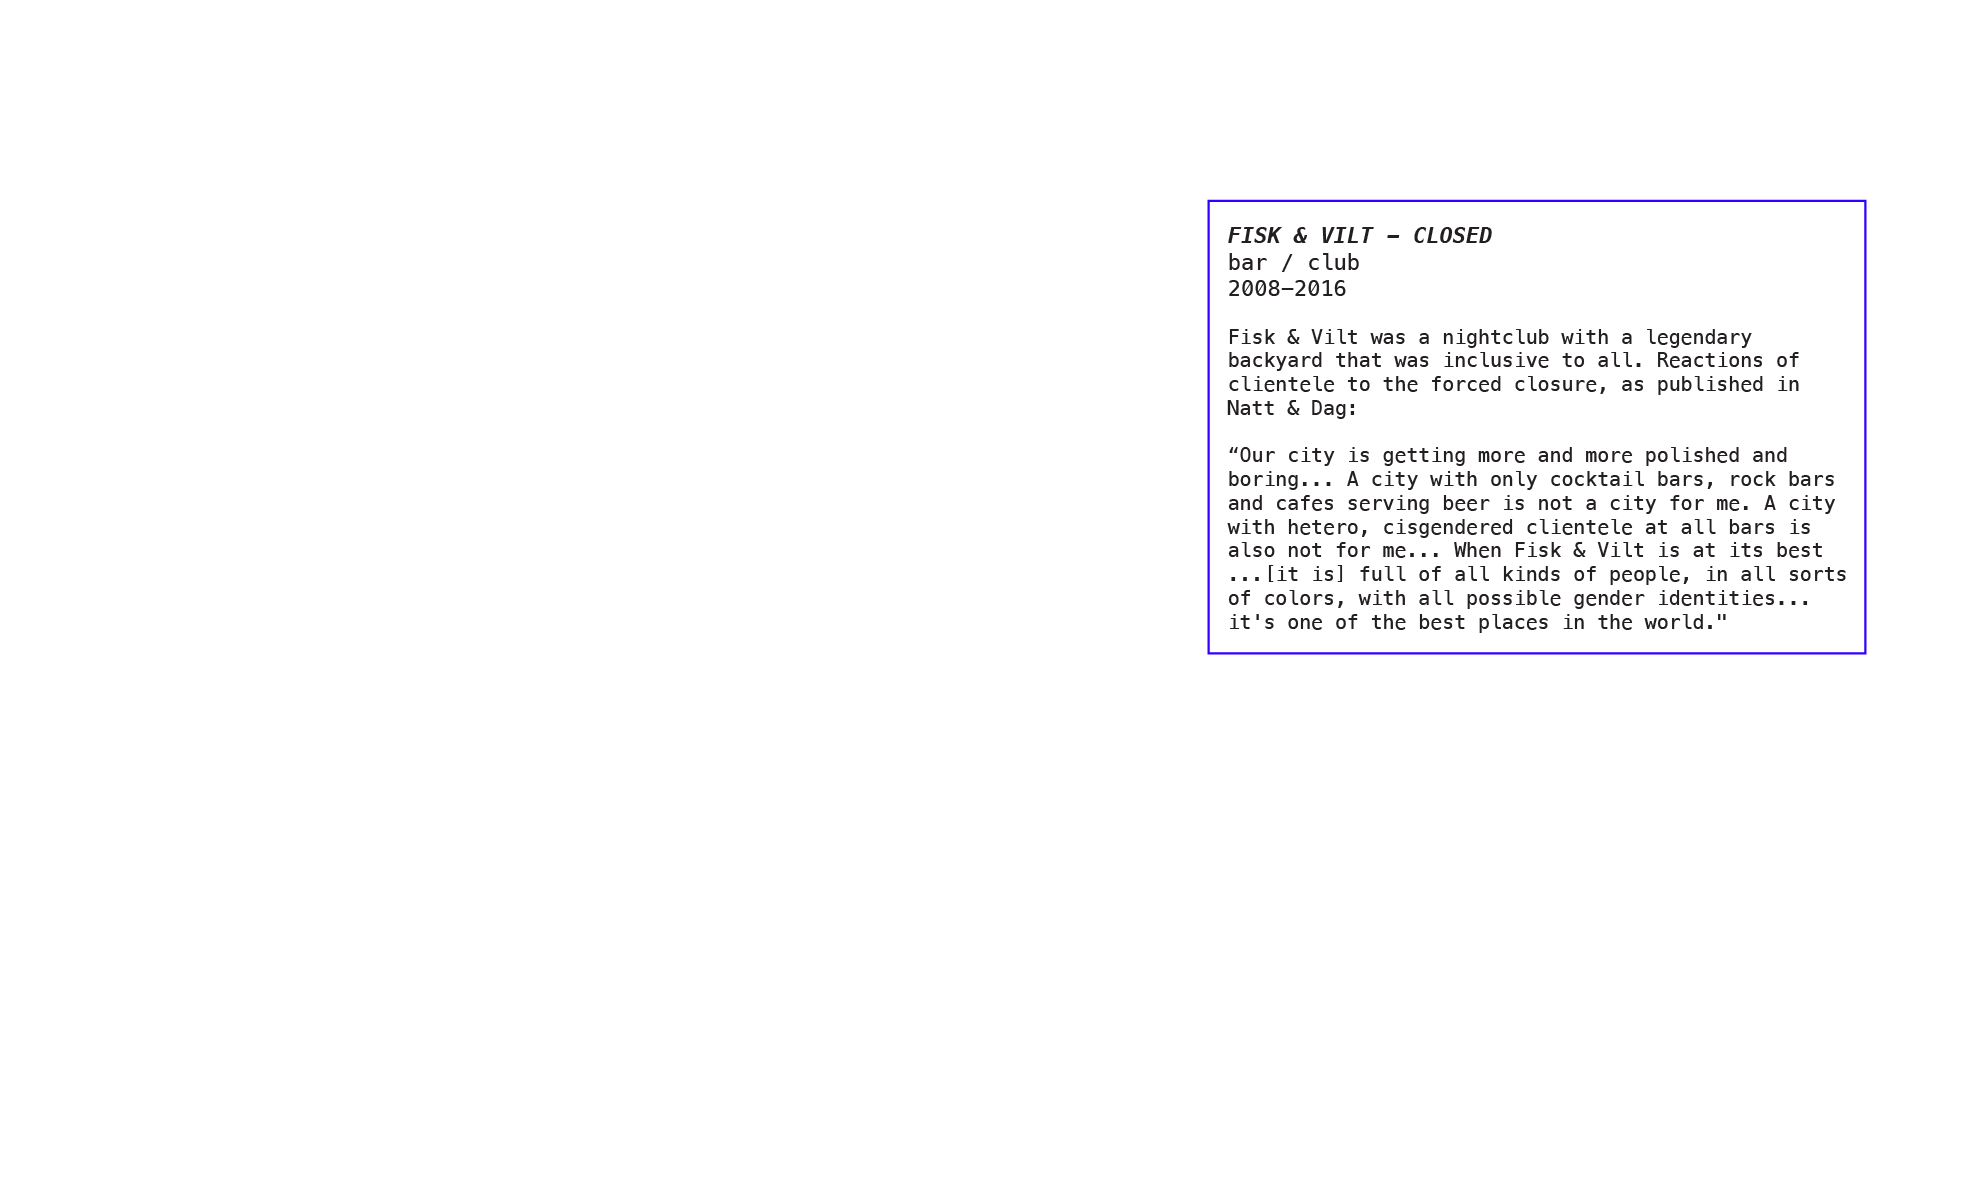 FISK & VILT – CLOSED
bar / club
2008–2016
Fisk & Vilt was a nightclub with a legendary
backyard that was inclusive to all. Reactions of
clientele to the forced closure, as published in
Natt & Dag:
“Our city is getting more and more polished and
boring... A city with only cocktail bars, rock bars
and cafes serving beer is not a city for me. A city
with hetero, cisgendered clientele at all bars is
also not for me... When Fisk & Vilt is at its best
...[it is] full of all kinds of people, in all sorts
of colors, with all possible gender identities...
it's one of the best places in the world."